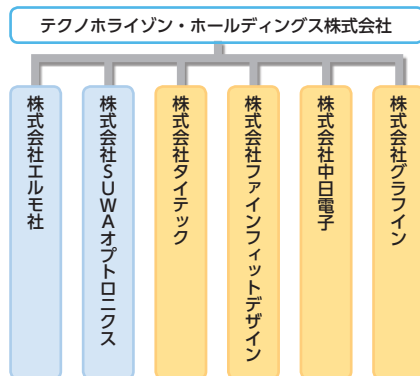 テクノホライゾン・ホールディングス株式会社
株式会社エルモ社
株式会社SUWAオプトロニクス
株式会社タイテック
株式会社ファインフィットデザイン
株式会社中日電子
株式会社グラフイン